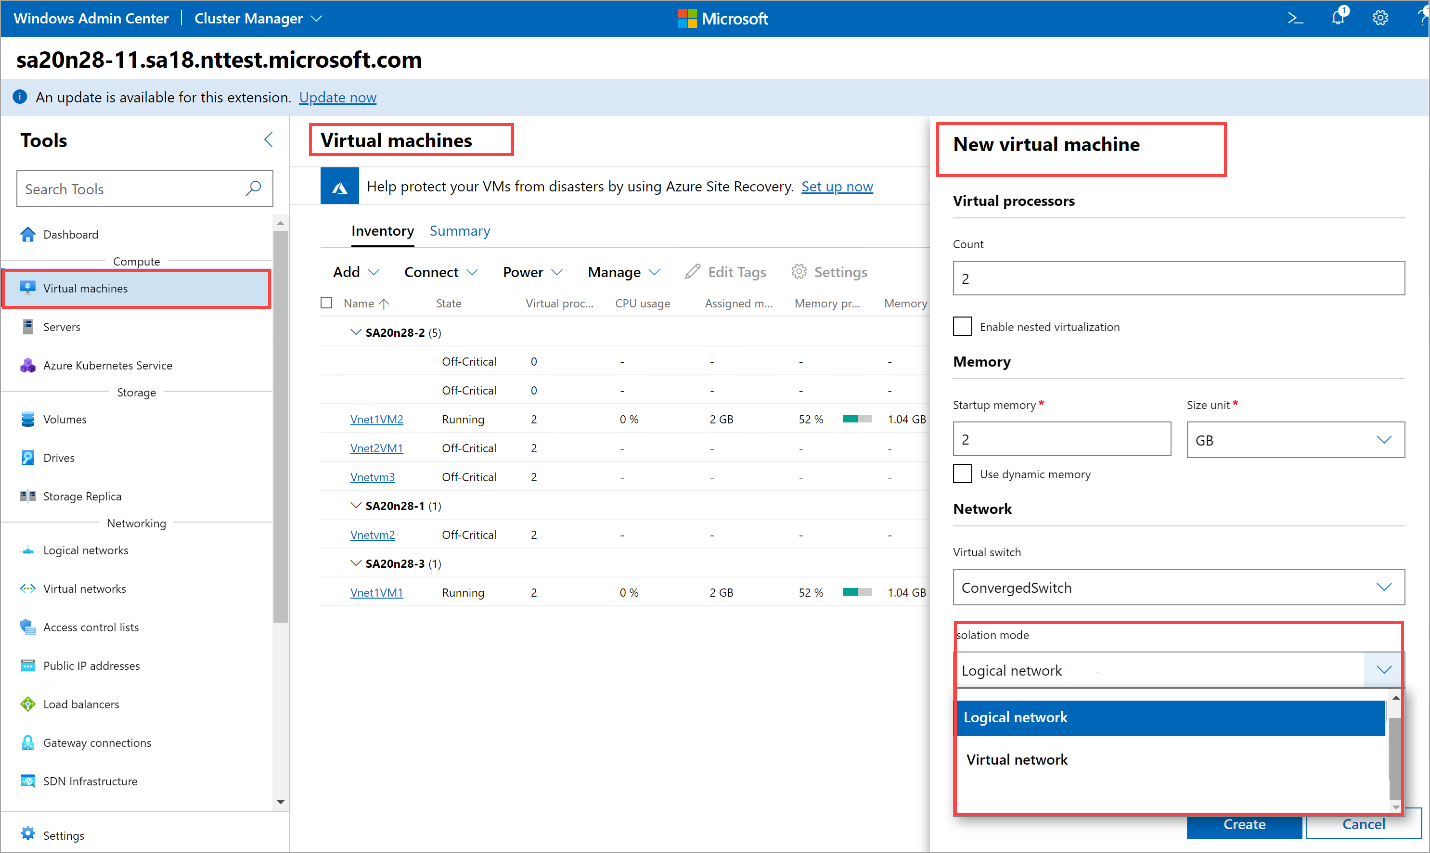 Windows Admin Center | Cluster Manager
Microsoft
1
sa20n28-11.sa18.nttest.microsoft.com
An update is available for this extension. Update now
Tools
Search Tools
Dashboard
Compute
Virtual machines
Servers
Azure Kubernetes Service
Storage
Volumes
Drives
Storage Replica
Networking
Logical networks
Virtual networks
Access control lists
Public IP addresses
Load balancers
Gateway connections
SDN Infrastructure
Settings
Virtual machines
Help protect your VMs from disasters by using Azure Site Recovery. Set up now
Inventory Summary
Add Connect Power Manage Edit Tags Settings
Name State Virtual proc... CPU usage Assigned m... Memory pr... Memory
SA20n28-2 (5)
Off-Critical 0 - - - -
Off-Critical 0 - - - -
Vnet1VM2 Running 2 0 % 2 GB 52 % 1.04 GB
Vnet2VM1 Off-Critical 2 - - - -
Vnetvm3 Off-Critical 2 - - - -
SA20n28-1 (1)
Vnetvm2 Off-Critical 2 - - - -
SA20n28-3 (1)
Vnet1VM1 Running 2 0 % 2 GB 52 % 1.04 GB
New virtual machine
Virtual processors
Count
2
Enable nested virtualization
Memory
Startup memory * Size unit *
2 GB
Use dynamic memory
Network
Virtual switch
ConvergedSwitch
solation mode
Logical network
Logical network
Virtual network
Create Cancel